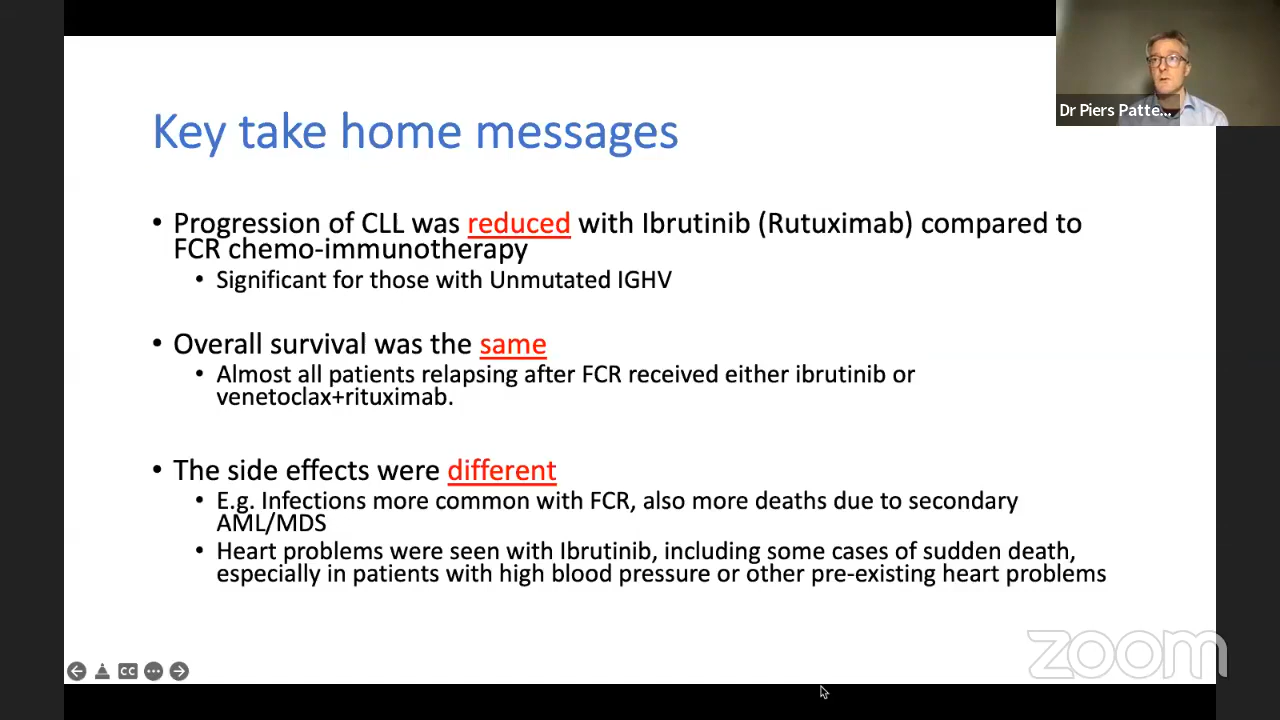 Dr Piers Patte...
Key take home messages
• Progression of CLL was reduced with Ibrutinib (Rutuximab) compared to
FCR chemo-immunotherapy
• Significant for those with Unmutated IGHV
• Overall survival was the same
• Almost all patients relapsing after FCR received either ibrutinib or
venetoclax+rituximab.
• The side effects were different
• E.g. Infections more common with FCR, also more deaths due to secondary
AML/MDS
• Heart problems were seen with Ibrutinib, including some cases of sudden death,
especially in patients with high blood pressure or other pre-existing heart problems
CC
zoom